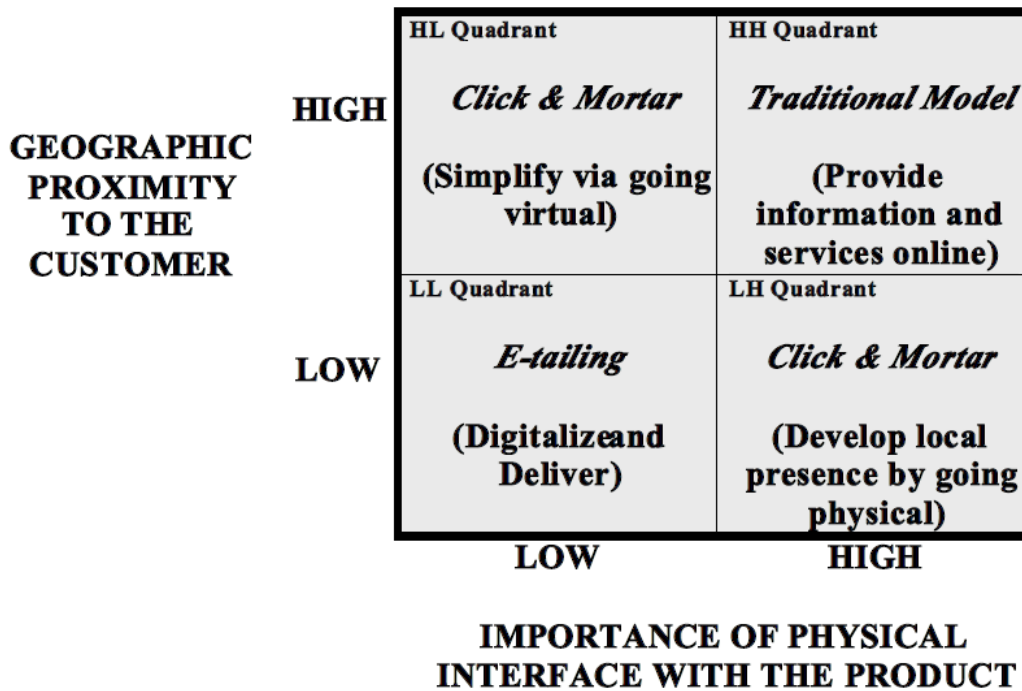 HL Quadrant
HH Quadrant
HIGH
Click & Mortar
Traditional Model
GEOGRAPHIC
PROXIMITY
TO THE
CUSTOMER
(Simplify via going
virtual)
(Provide
information and
services online)
LL Quadrant
LH Quadrant
LOW
E-tailing
Click & Mortar
(Digitalizeand
Deliver)
(Develop local
presence by going
physical)
LOW
HIGH
IMPORTANCE OF PHYSICAL
INTERFACE WITH THE PRODUCT